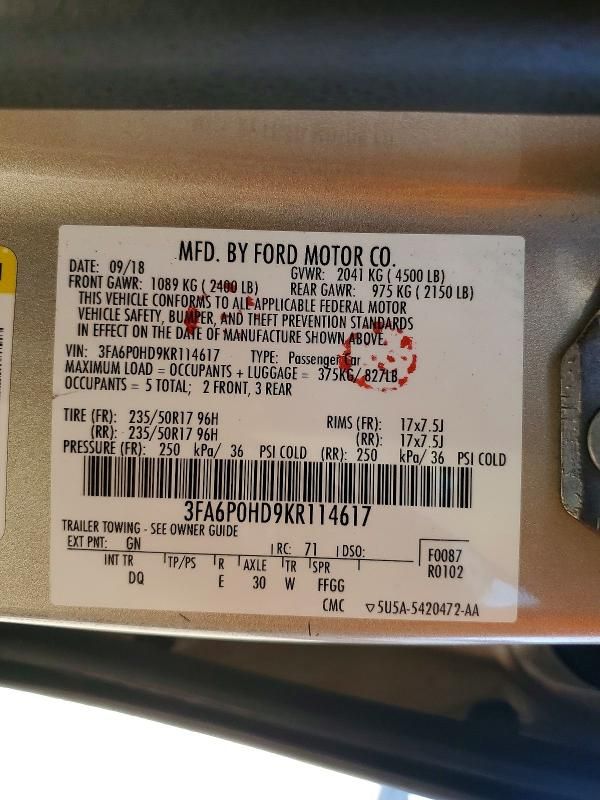 MFD. BY FORD MOTOR CO.
DATE: 09/18 GVWR: 2041 KG ( 4500 LB)
FRONT GAWR: 1089 KG ( 2400 LB) REAR GAWR: 975 KG ( 2150 LB)
THIS VEHICLE CONFORMS TO ALL APPLICABLE FEDERAL MOTOR
VEHICLE SAFETY, BUMPER, AND THEFT PREVENTION STANDARDS
IN EFFECT ON THE DATE OF MANUFACTURE SHOWN ABOVE.
VIN: 3FA6P0HD9KR114617 TYPE: Passenger Car
MAXIMUM LOAD = OCCUPANTS + LUGGAGE = 375KG/ 827LB
OCCUPANTS = 5 TOTAL; 2 FRONT, 3 REAR
TIRE (FR): 235/50R17 96H RIMS (FR): 17x7.5J
(RR): 235/50R17 96H (RR): 17x7.5J
PRESSURE (FR): 250 kPa/ 36 PSI COLD (RR): 250 kPa/ 36 PSI COLD
3FA6P0HD9KR114617
TRAILER TOWING - SEE OWNER GUIDE
EXT PNT: GN RC: 71 DSO: F0087
INT TR TP/PS R AXLE TR SPR R0102
DQ E 30 W FFGG
CMC ▽5U5A-5420472-AA